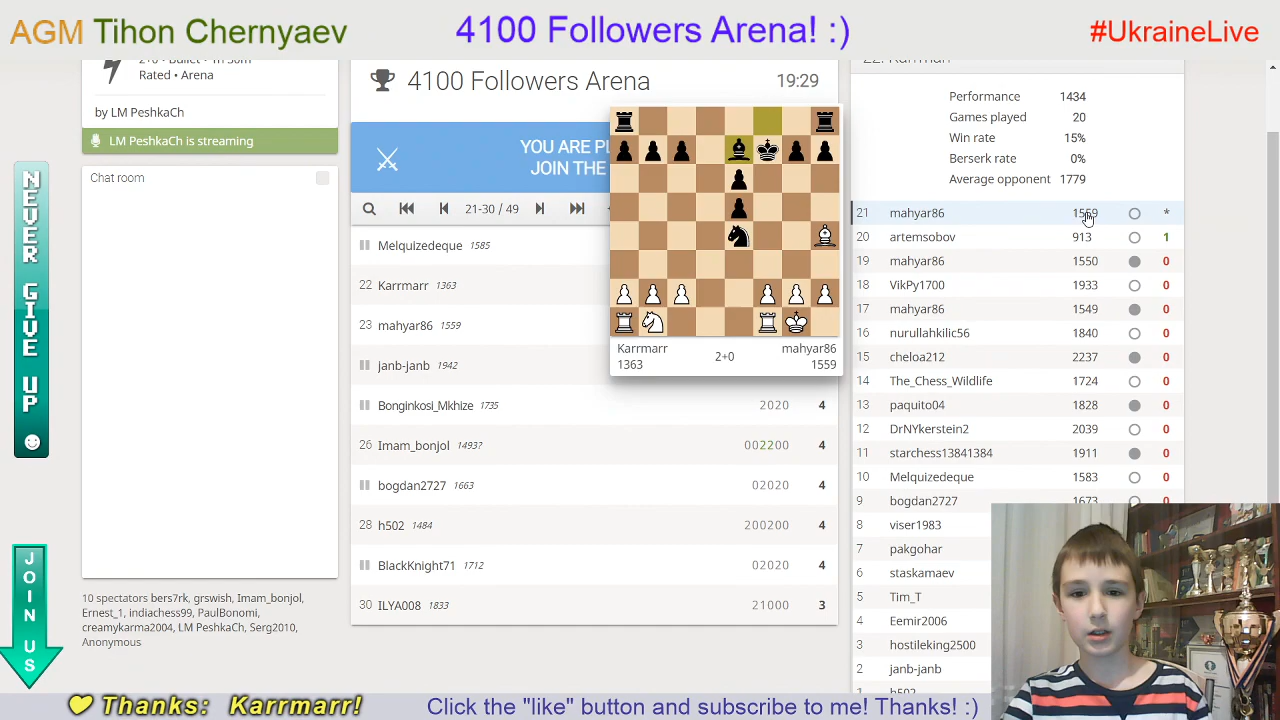 AGM Tihon Chernyaev
4100 Followers Arena! :)
#UkraineLive
Rated • Arena
by LM PeshkaCh
LM PeshkaCh is streaming
Chat room
10 spectators bers7rk, grswish, Imam_bonjol,
Ernest_1, indiachess99, PaulBonomi,
creamykarma2004, LM PeshkaCh, Serg2010,
Anonymous
NEVER GIVE UP
JOIN US
4100 Followers Arena
19:29
YOU ARE
JOIN THE
21-30 / 49
Melquizedeque 1585
22 Karrmarr 1363
23 mahyar86 1559
janb-janb 1942
Bonginkosi_Mkhize 1735 2020 4
26 Imam_bonjol 1493? 002200 4
bogdan2727 1663 02020 4
28 h502 1484 200200 4
BlackKnight71 1712 02020 4
30 ILYA008 1833 21000 3
Karrmarr
1363
2+0
mahyar86
1559
Performance 1434
Games played 20
Win rate 15%
Berserk rate 0%
Average opponent 1779
21 mahyar86 1559 *
20 artemsobov 913 1
19 mahyar86 1550 0
18 VikPy1700 1933 0
17 mahyar86 1549 0
16 nurullahkilic56 1840 0
15 cheloa212 2237 0
14 The_Chess_Wildlife 1724 0
13 paquito04 1828 0
12 DrNYkerstein2 2039 0
11 starchess13841384 1911 0
10 Melquizedeque 1583 0
9 bogdan2727 1673 0
8 viser1983
7 pakgohar
6 staskamaev
5 Tim_T
4 Eemir2006
3 hostileking2500
2 janb-janb
Thanks: Karrmarr!
Click the "like" button and subscribe to me! Thanks! :)